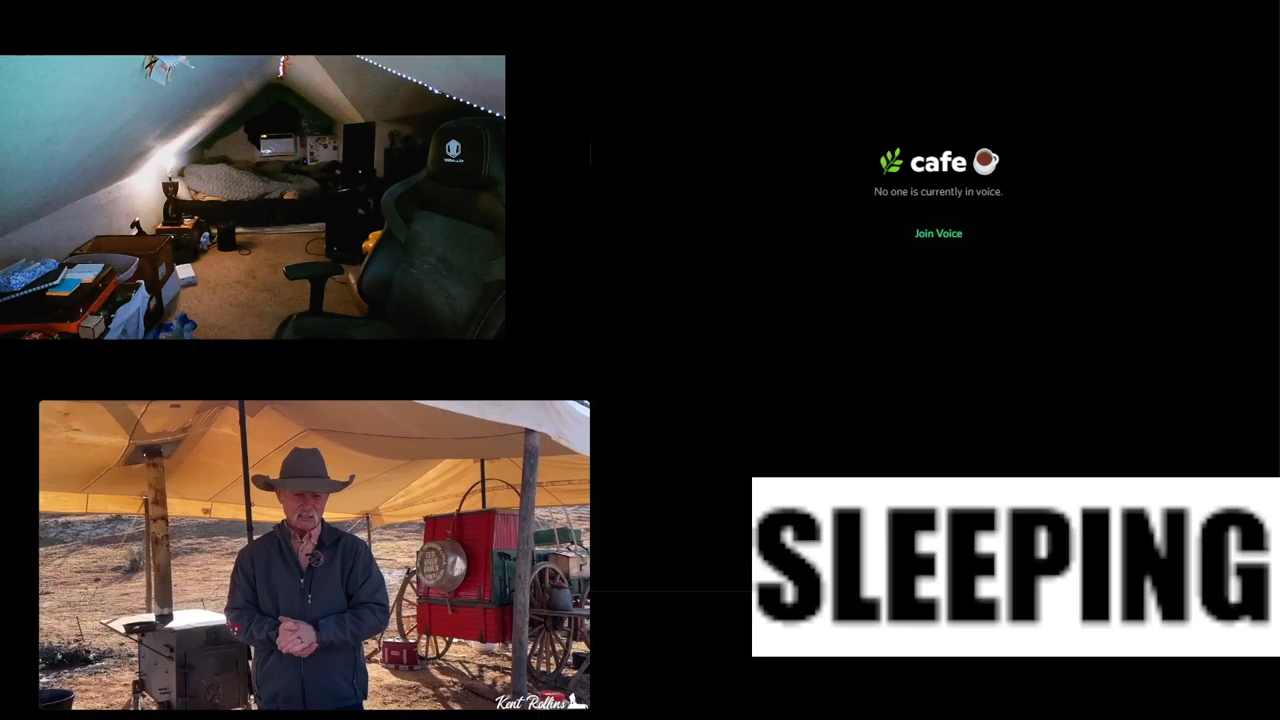 cafe
No one is currently in voice.
Join Voice
SLEEPING
Kent Rollins